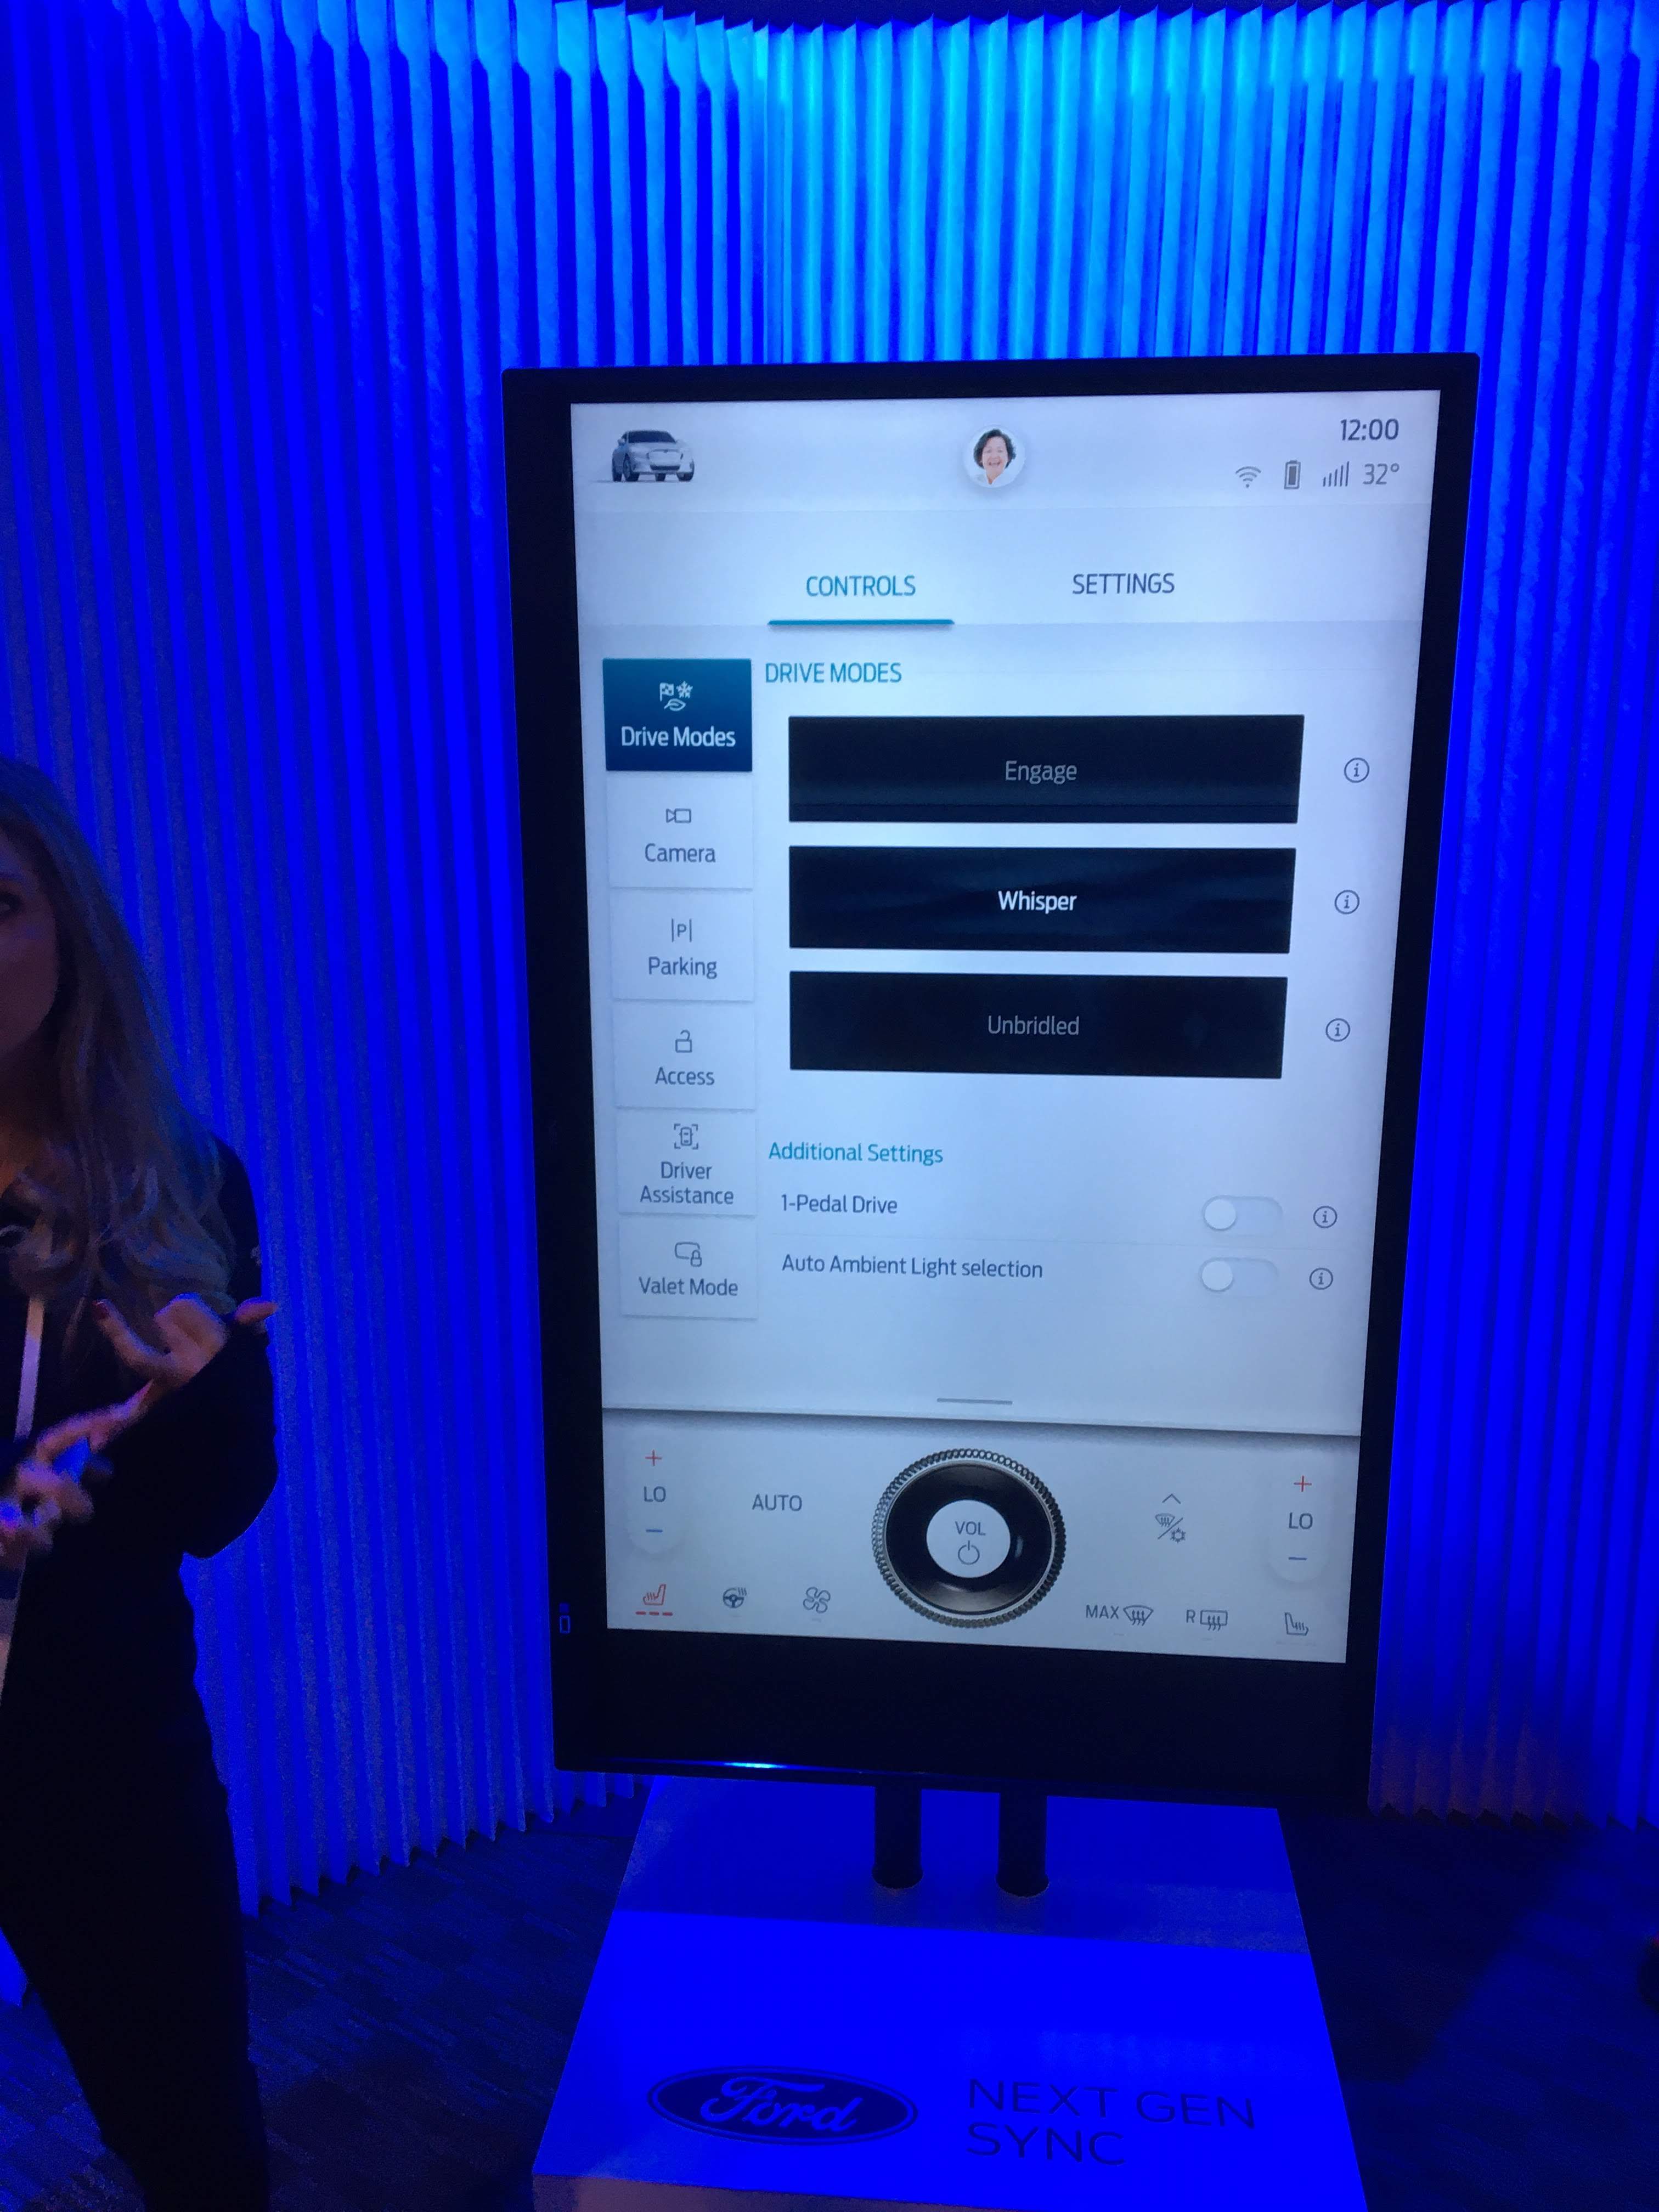 12:00
32°
CONTROLS
SETTINGS
Drive Modes
DRIVE MODES
Engage
Whisper
Unbridled
Camera
P
Parking
Access
Driver
Assistance
Valet Mode
Additional Settings
1-Pedal Drive
Auto Ambient Light selection
LO
AUTO
VOL
LO
MAX
R
Ford
NEXT GEN
SYNC